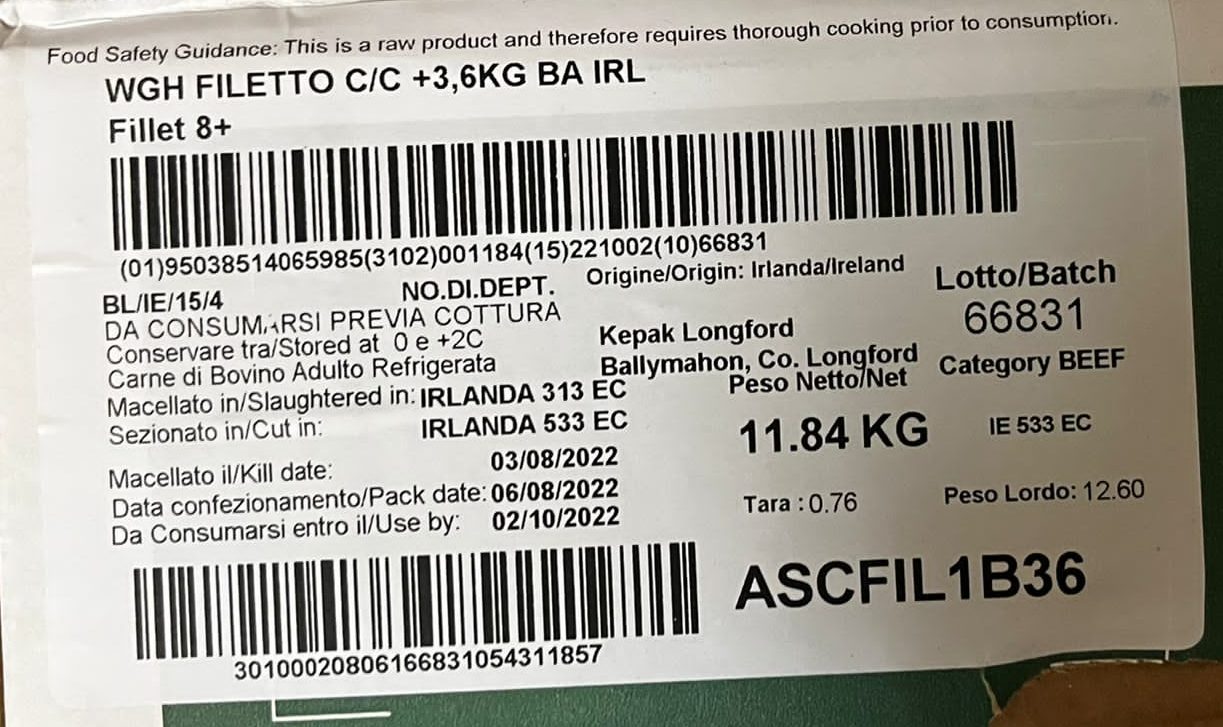 Food Safety Guidance: This is a raw product and therefore requires thorough cooking prior to consumption.
WGH FILETTO C/C +3,6KG BA IRL
Fillet 8+
(01)95038514065985(3102)001184(15)221002(10)66831
BL/IE/15/4
NO.DI.DEPT.
Origine/Origin: Irlanda/Ireland
Lotto/Batch
66831
DA CONSUMARSI PREVIA COTTURA
Conservare tra/Stored at 0 e +2C
Carne di Bovino Adulto Refrigerata
Kepak Longford
Ballymahon, Co. Longford
Category BEEF
Macellato in/Slaughtered in: IRLANDA 313 EC
Sezionato in/Cut in: IRLANDA 533 EC
Peso Netto/Net
11.84 KG
IE 533 EC
Macellato il/Kill date: 03/08/2022
Data confezionamento/Pack date: 06/08/2022
Da Consumarsi entro il/Use by: 02/10/2022
Tara : 0.76
Peso Lordo: 12.60
ASCFIL1B36
30100020806166831054311857